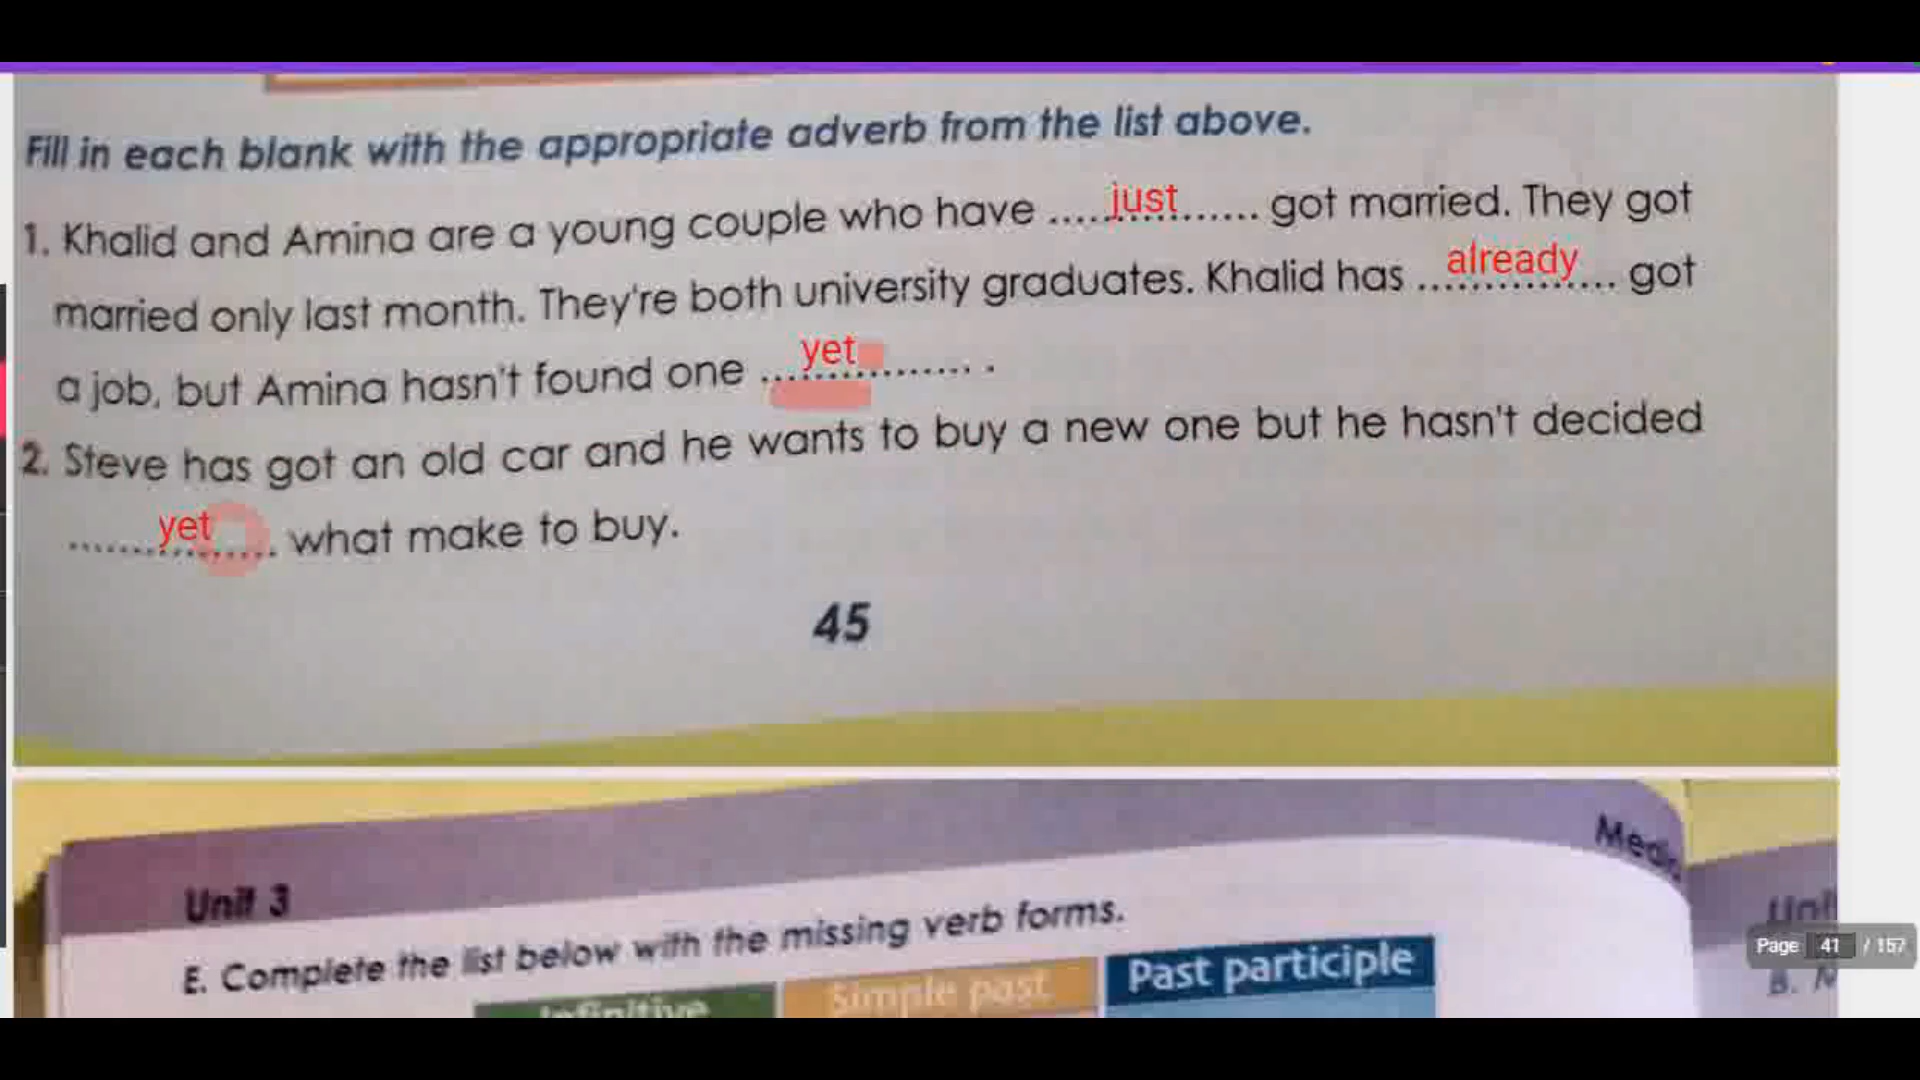 Fill in each blank with the appropriate adverb from the list above.
1. Khalid and Amina are a young couple who have .....just....... got married. They got
married only last month. They're both university graduates. Khalid has ....already.... got
a job, but Amina hasn't found one ....yet........ .
2. Steve has got an old car and he wants to buy a new one but he hasn't decided
......yet...... what make to buy.
45
Unit 3
E. Complete the list below with the missing verb forms.
Infinitive Simple past Past participle
Page 41 / 157